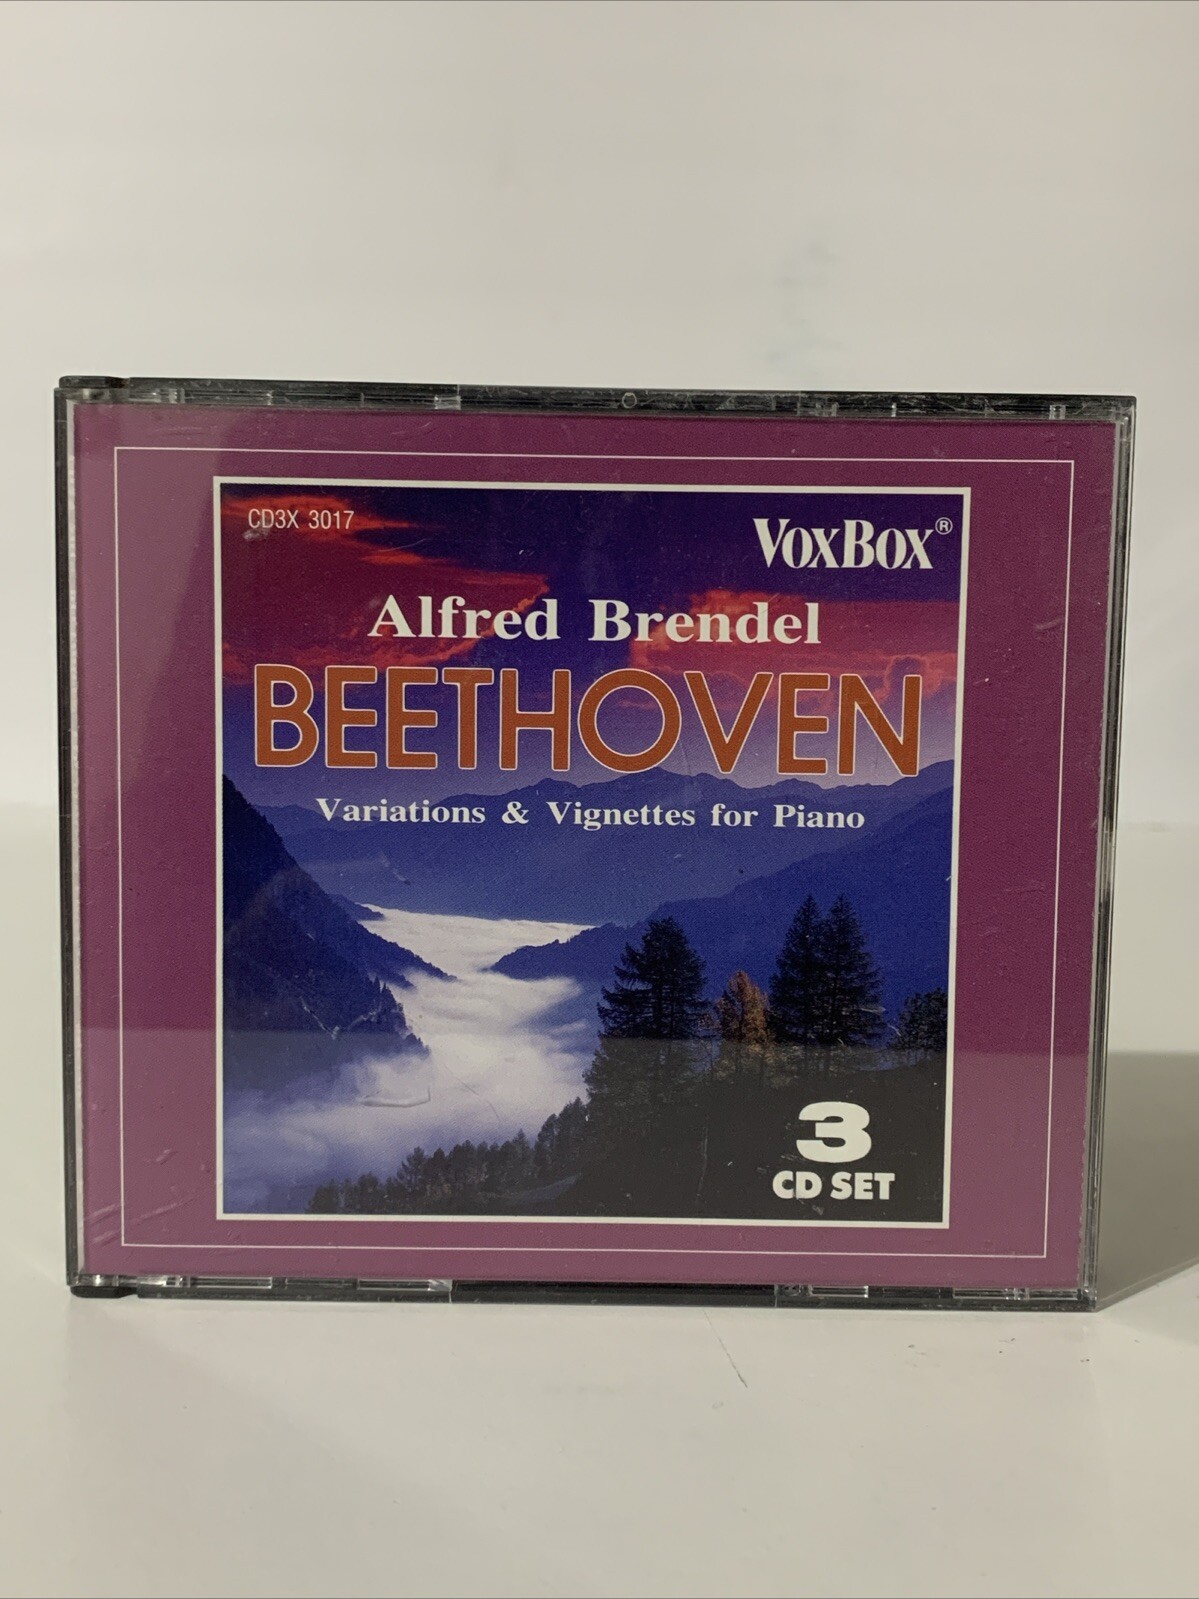 CD3X 3017
VOXBOX®
Alfred Brendel
BEETHOVEN
Variations & Vignettes for Piano
3
CD SET